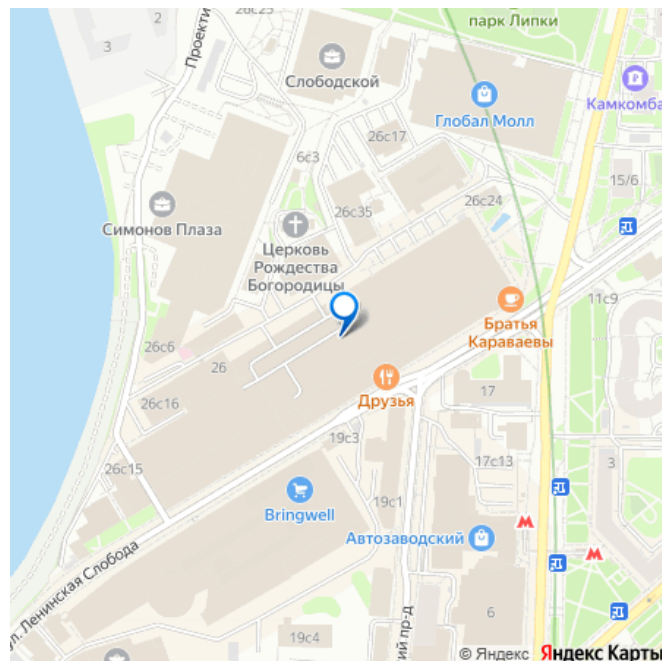 26с25
парк Липки
2
3
Проекти
Слободской
Камкомба
Глобал Молл
26с17
6с3
15/6
26с24
26с35
Симонов Плаза
Церковь
Рождества
Богородицы
11с9
Братья
Караваевы
26с6
26
Друзья
17
26с16
19с3
17с13
3
26с15
Bringwell
19с1
Автозаводский
ул. Ленинская Слобода
6
19с4
ий пр-д
© Яндекс Яндекс Карты